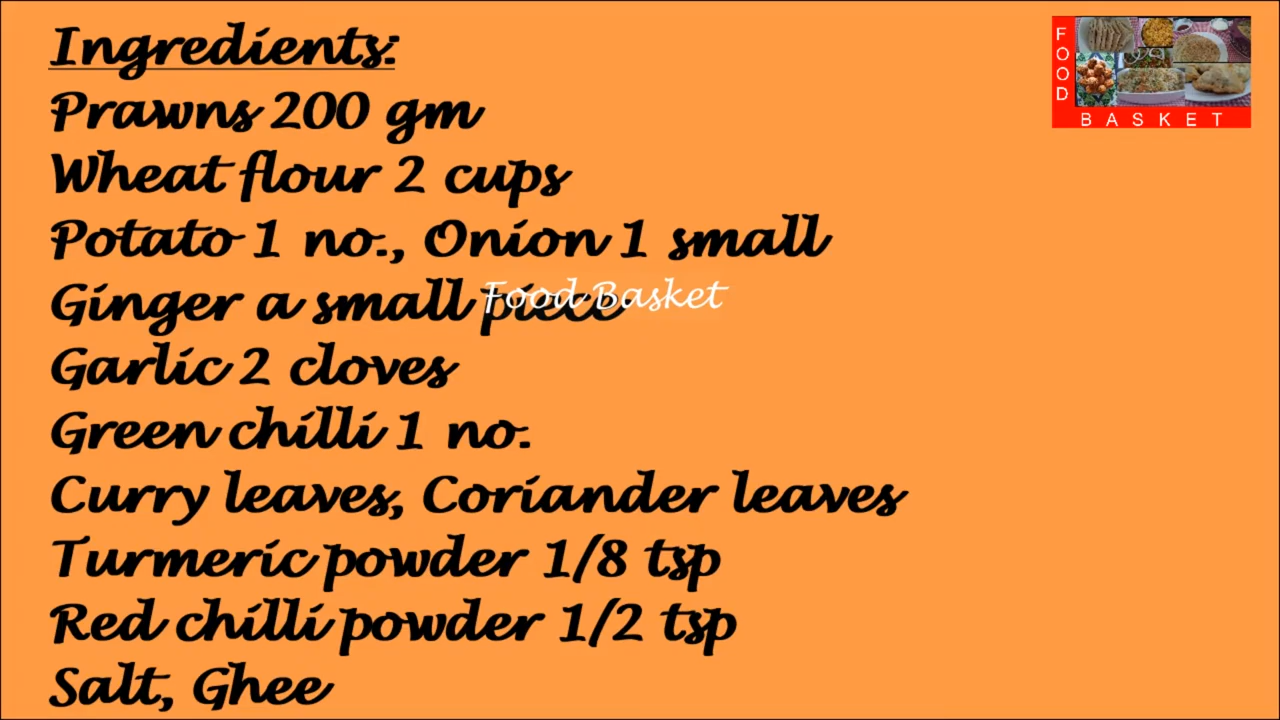 Ingredients:
Prawns 200 gm
Wheat flour 2 cups
Potato 1 no., Onion 1 small
Ginger a small piece
Food Basket
Garlic 2 cloves
Green chilli 1 no.
Curry leaves, Coriander leaves
Turmeric powder 1/8 tsp
Red chilli powder 1/2 tsp
Salt, Ghee
FOOD
BASKET